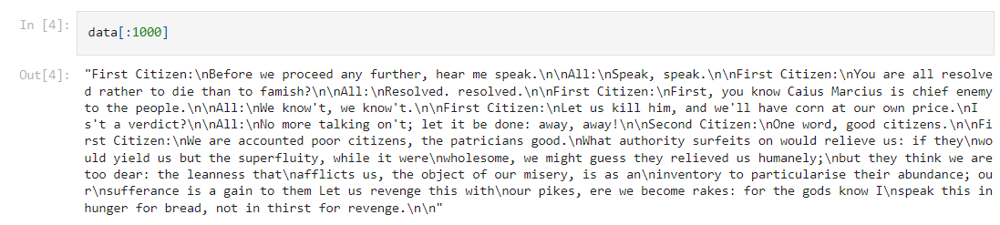 In [4]: data[:1000]
Out[4]: "First Citizen:\nBefore we proceed any further, hear me speak.\n\nAll:\nSpeak, speak.\n\nFirst Citizen:\nYou are all resolve
d rather to die than to famish?\n\nAll:\nResolved. resolved.\n\nFirst Citizen:\nFirst, you know Caius Marcius is chief enemy
to the people.\n\nAll:\nWe know't, we know't.\n\nFirst Citizen:\nLet us kill him, and we'll have corn at our own price.\nI
s't a verdict?\n\nAll:\nNo more talking on't; let it be done: away, away!\n\nSecond Citizen:\nOne word, good citizens.\n\nFi
rst Citizen:\nWe are accounted poor citizens, the patricians good.\nWhat authority surfeits on would relieve us: if they\nwo
uld yield us but the superfluity, while it were\nwholesome, we might guess they relieved us humanely;\nbut they think we are
too dear: the leanness that\nafflicts us, the object of our misery, is as an\ninventory to particularise their abundance; ou
r\nsufferance is a gain to them Let us revenge this with\nour pikes, ere we become rakes: for the gods know I\nspeak this in
hunger for bread, not in thirst for revenge.\n\n"